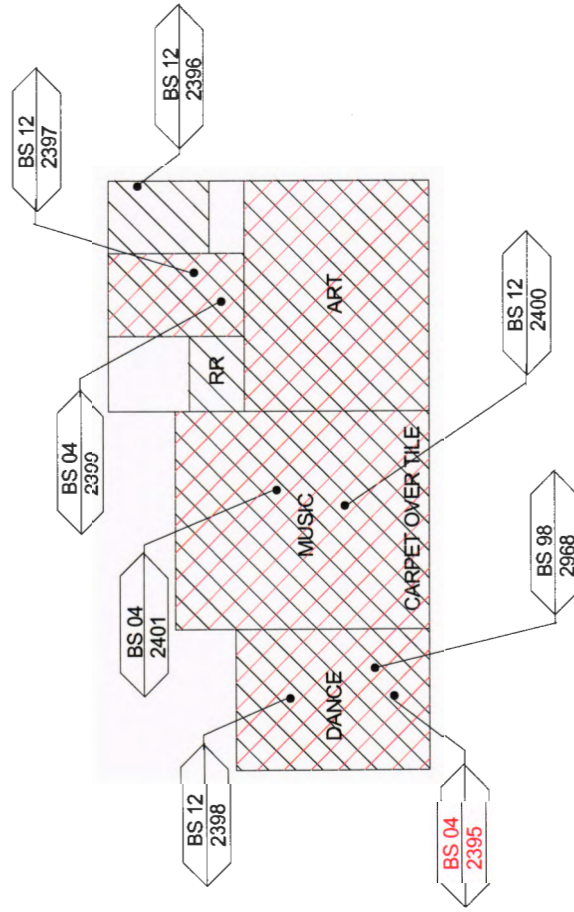 BS 12
2397
BS 12
2396
BS 04
2399
BS 04
2401
BS 12
2398
RR
ART
MUSIC
CARPET OVER TILE
DANCE
BS 12
2400
BS 98
2968
BS 04
2395